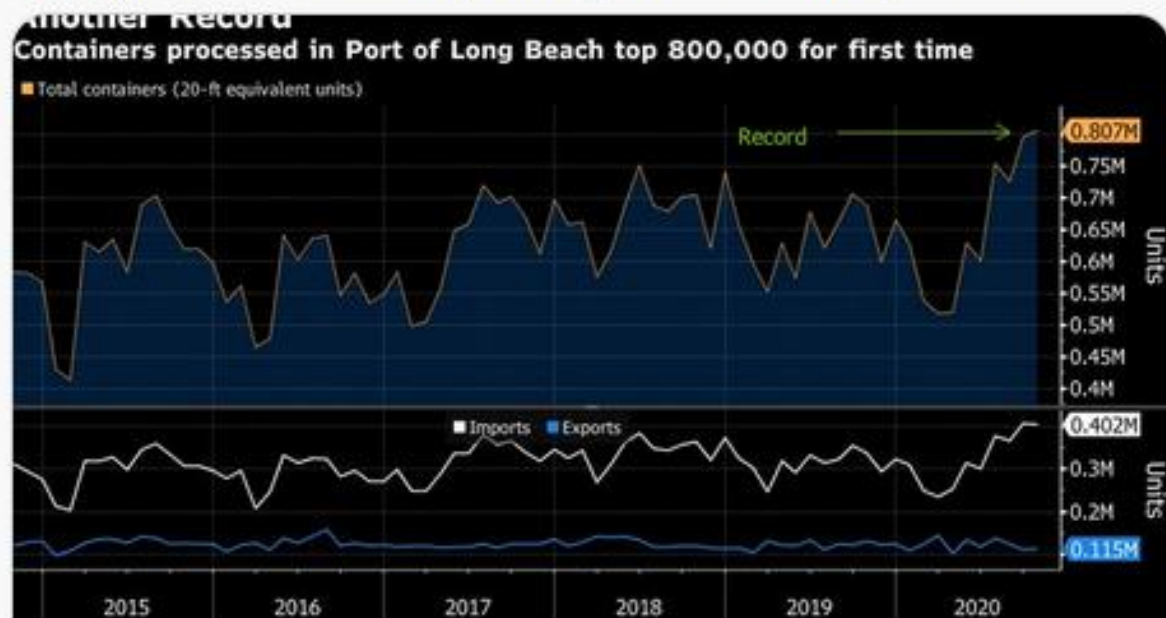 Another Record
Containers processed in Port of Long Beach top 800,000 for first time
Total containers (20-ft equivalent units)
Record
0.807M
0.75M
0.7M
0.65M
0.6M
0.55M
0.5M
0.45M
0.4M
Units
Imports Exports
0.402M
0.3M
0.2M
0.115M
Units
2015 2016 2017 2018 2019 2020